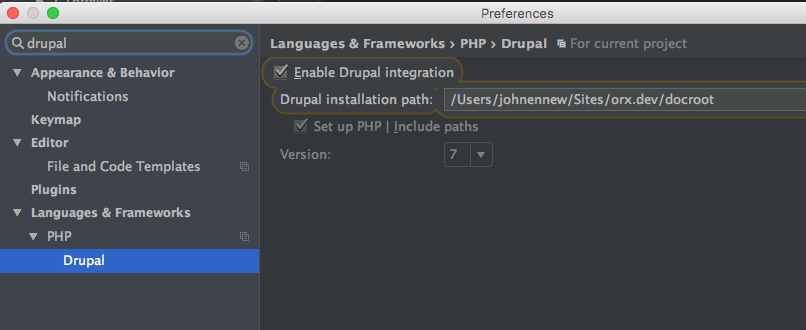 Preferences
drupal
Languages & Frameworks › PHP › Drupal For current project
Appearance & Behavior
Notifications
Keymap
Editor
File and Code Templates
Plugins
Languages & Frameworks
PHP
Drupal
Enable Drupal integration
Drupal installation path: /Users/johnennew/Sites/orx.dev/docroot
Set up PHP | Include paths
Version: 7